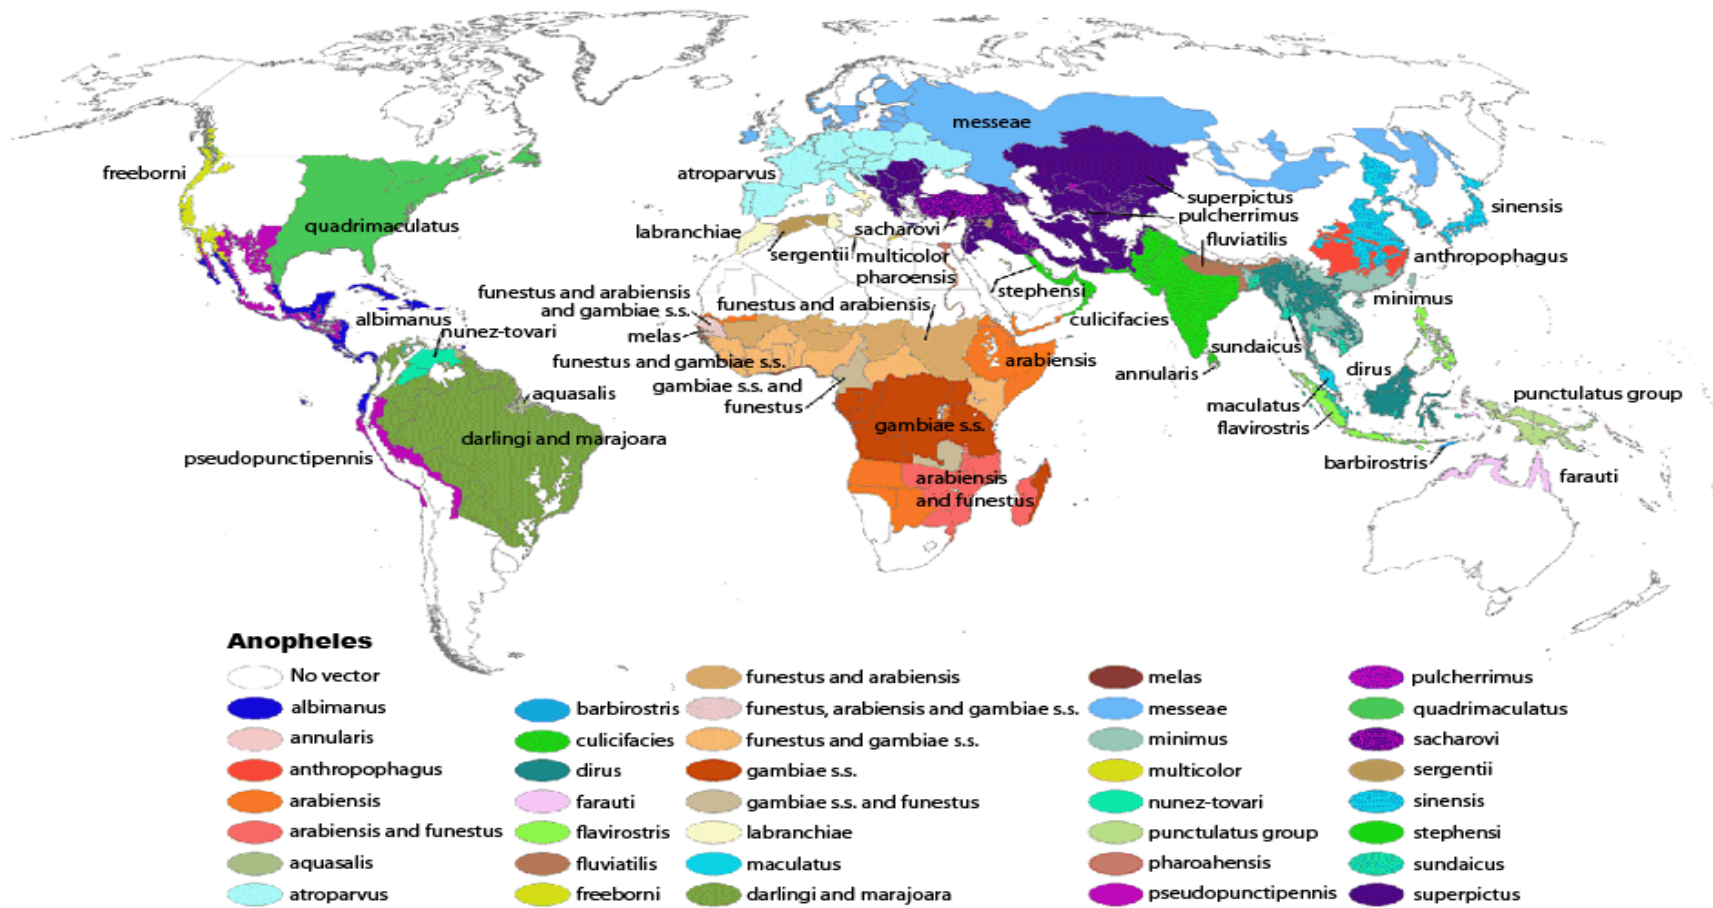 messeae
freeborni
atroparvus
superpictus
pulcherrimus
sinensis
quadrimaculatus
labranchiae
sacharovi
fluviatilis
sergentii
multicolor
pharoensis
anthropophagus
stephensi
funestus and arabiensis
and gambiae s.s.
funestus and arabiensis
minimus
albimanus
nunez-tovari
melas
culicifacies
sundaicus
funestus and gambiae s.s.
arabiensis
annularis
dirus
gambiae s.s. and
funestus
aquasalis
punctulatus group
maculatus
flavirostris
darlingi and marajoara
gambiae s.s.
pseudopunctipennis
barbirostris
arabiensis
and funestus
farauti
Anopheles
No vector
albimanus
annularis
anthropophagus
arabiensis
arabiensis and funestus
aquasalis
atroparvus
barbirostris
culicifacies
dirus
farauti
flavirostris
fluviatilis
freeborni
funestus and arabiensis
funestus, arabiensis and gambiae s.s.
funestus and gambiae s.s.
gambiae s.s.
gambiae s.s. and funestus
labranchiae
maculatus
darlingi and marajoara
melas
messeae
minimus
multicolor
nunez-tovari
punctulatus group
pharoahensis
pseudopunctipennis
pulcherrimus
quadrimaculatus
sacharovi
sergentii
sinensis
stephensi
sundaicus
superpictus